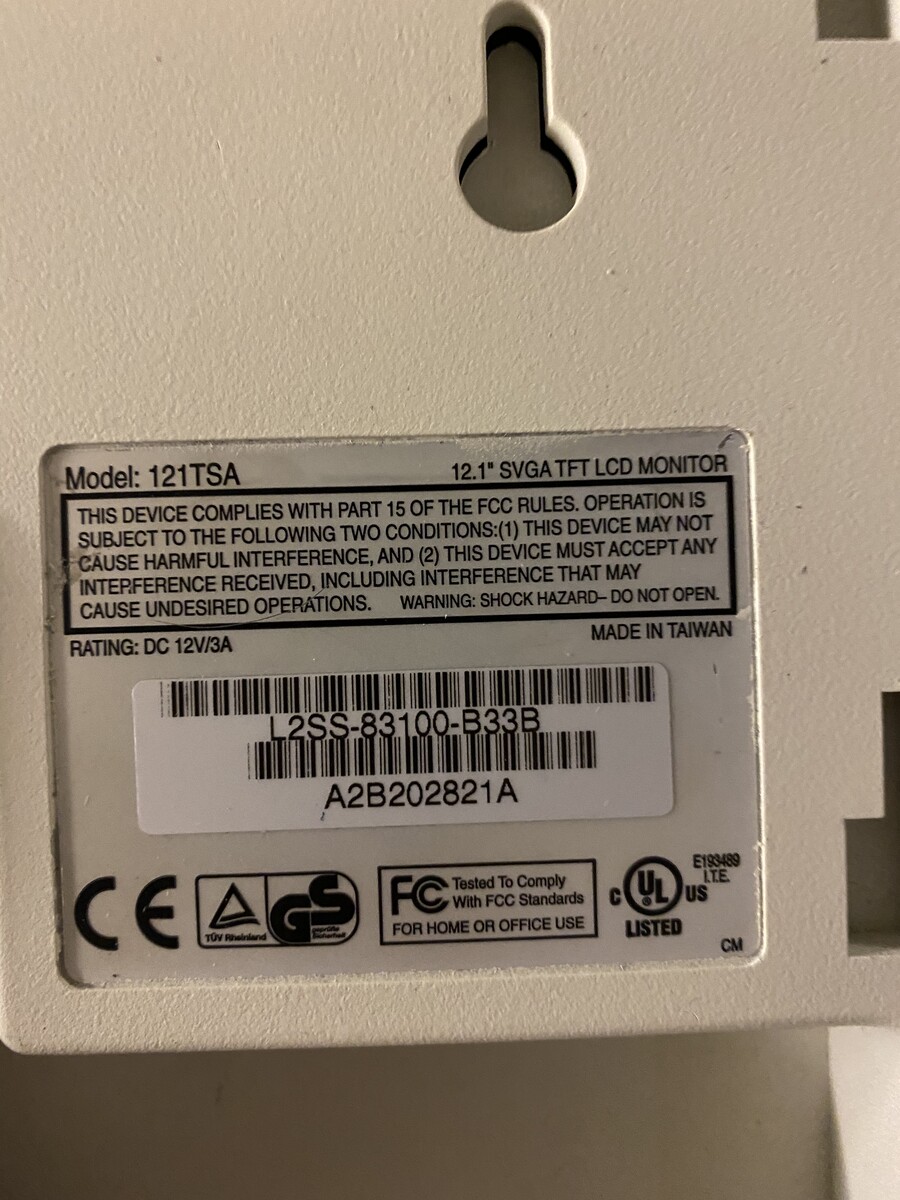 Model: 121TSA 12.1" SVGA TFT LCD MONITOR
THIS DEVICE COMPLIES WITH PART 15 OF THE FCC RULES. OPERATION IS
SUBJECT TO THE FOLLOWING TWO CONDITIONS:(1) THIS DEVICE MAY NOT
CAUSE HARMFUL INTERFERENCE, AND (2) THIS DEVICE MUST ACCEPT ANY
INTERFERENCE RECEIVED, INCLUDING INTERFERENCE THAT MAY
CAUSE UNDESIRED OPERATIONS. WARNING: SHOCK HAZARD– DO NOT OPEN.
RATING: DC 12V/3A MADE IN TAIWAN
L2SS-83100-B33B
A2B202821A
CE
TÜV Rheinland
GS
geprüfte
Sicherheit
FC Tested To Comply
With FCC Standards
FOR HOME OR OFFICE USE
C UL US
LISTED
E193489
I.T.E.
CM